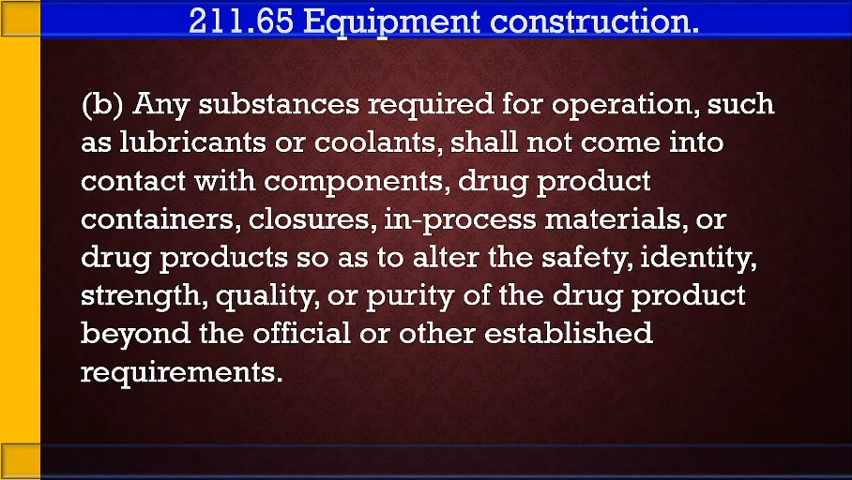 211.65 Equipment construction.
(b) Any substances required for operation, such
as lubricants or coolants, shall not come into
contact with components, drug product
containers, closures, in-process materials, or
drug products so as to alter the safety, identity,
strength, quality, or purity of the drug product
beyond the official or other established
requirements.